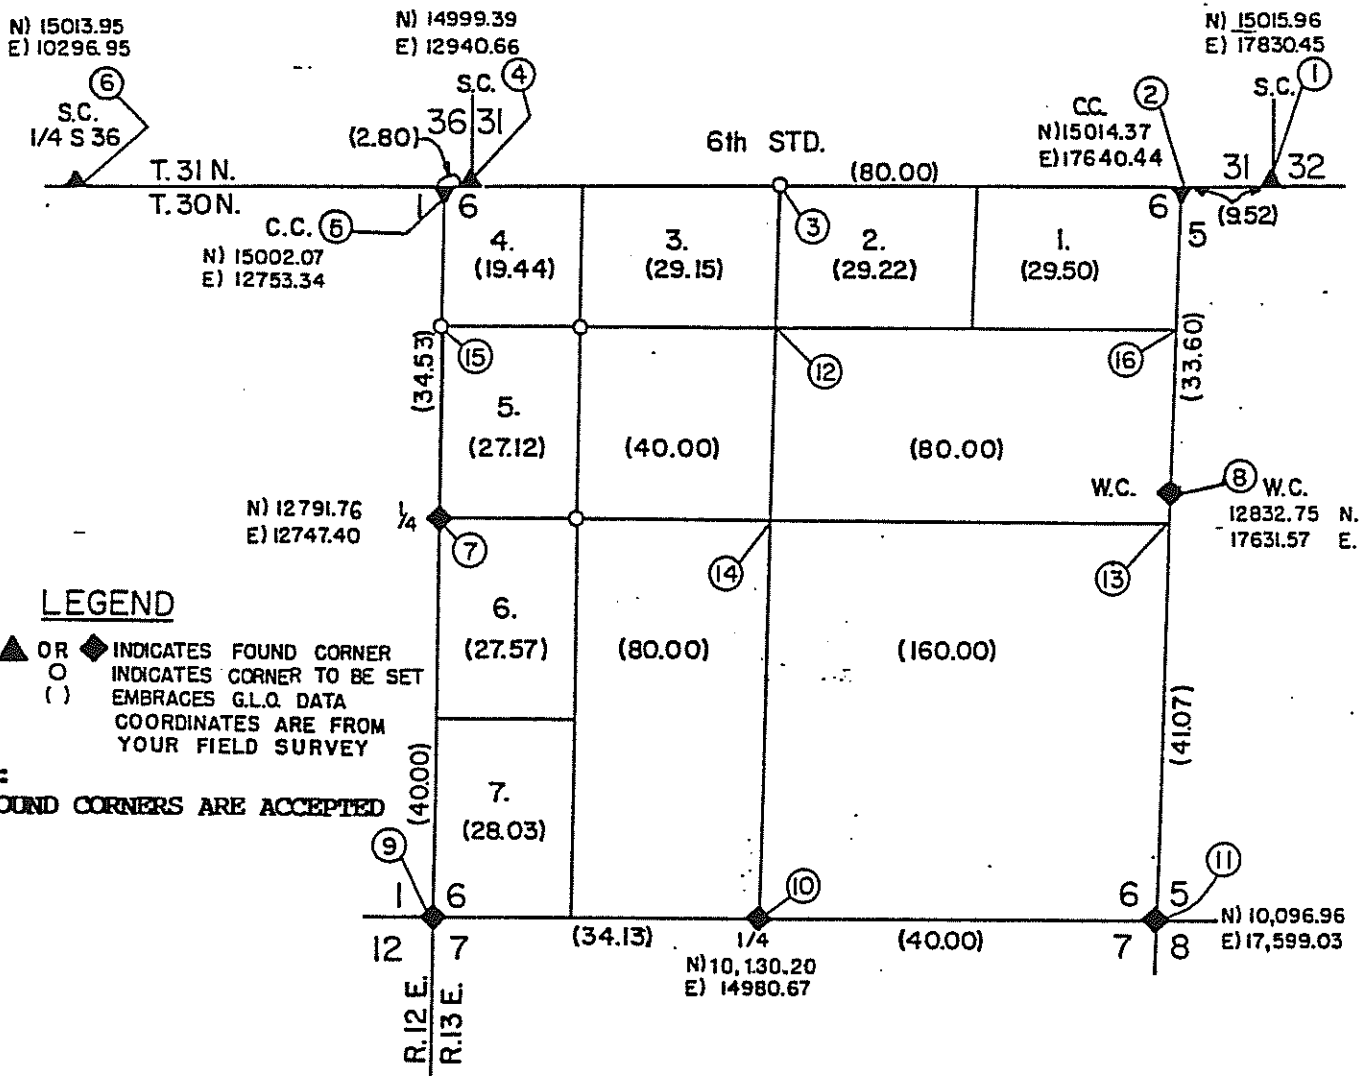 N) 15013.95
E) 10296.95
N) 14999.39
E) 12940.66
N) 15015.96
E) 17830.45
6
S.C.
1/4 S 36
S.C.
4
36 31
(2.80)
6th STD.
C.C.
2
N)15014.37
E)17640.44
S.C.
1
31 32
(80.00)
T. 31 N.
T. 30 N.
1 6
C.C. 5
N) 15002.07
E) 12753.34
3
6 5
(9.52)
4.
(19.44)
3.
(29.15)
2.
(29.22)
1.
(29.50)
15
12
16
(34.53)
(33.60)
5.
(27.12)
(40.00)
(80.00)
N) 12791.76
E) 12747.40
1/4
7
W.C.
8
W.C.
12832.75 N.
17631.57 E.
14
13
LEGEND
OR INDICATES FOUND CORNER
INDICATES CORNER TO BE SET
( ) EMBRACES G.L.O. DATA
COORDINATES ARE FROM
YOUR FIELD SURVEY
:
OUND CORNERS ARE ACCEPTED
6.
(27.57)
(80.00)
(160.00)
(40.00)
(41.07)
7.
(28.03)
9
10
11
1 6
12 7
(34.13)
1/4
N) 10,130.20
E) 14980.67
(40.00)
6 5
7 8
N) 10,096.96
E) 17,599.03
R. 12 E.
R. 13 E.